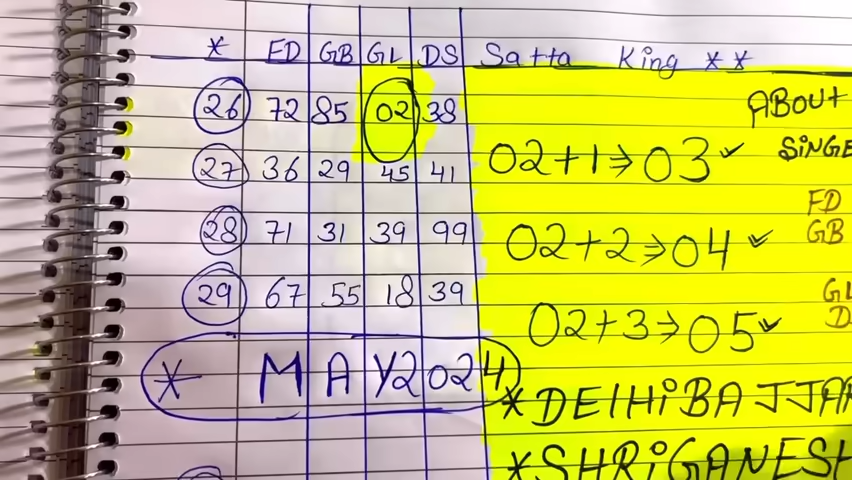 * FD GB GL DS Satta King **
26 72 85 02 38
27 36 29 45 41
28 71 31 39 99
29 67 55 18 39
* MAY2024
ABOUT
02+1⇒03✓ SiNGE
FD
GB
02+2⇒04✓
GL
D
02+3⇒05✓
*DElHiBAJJAR
*SHRiGANESH